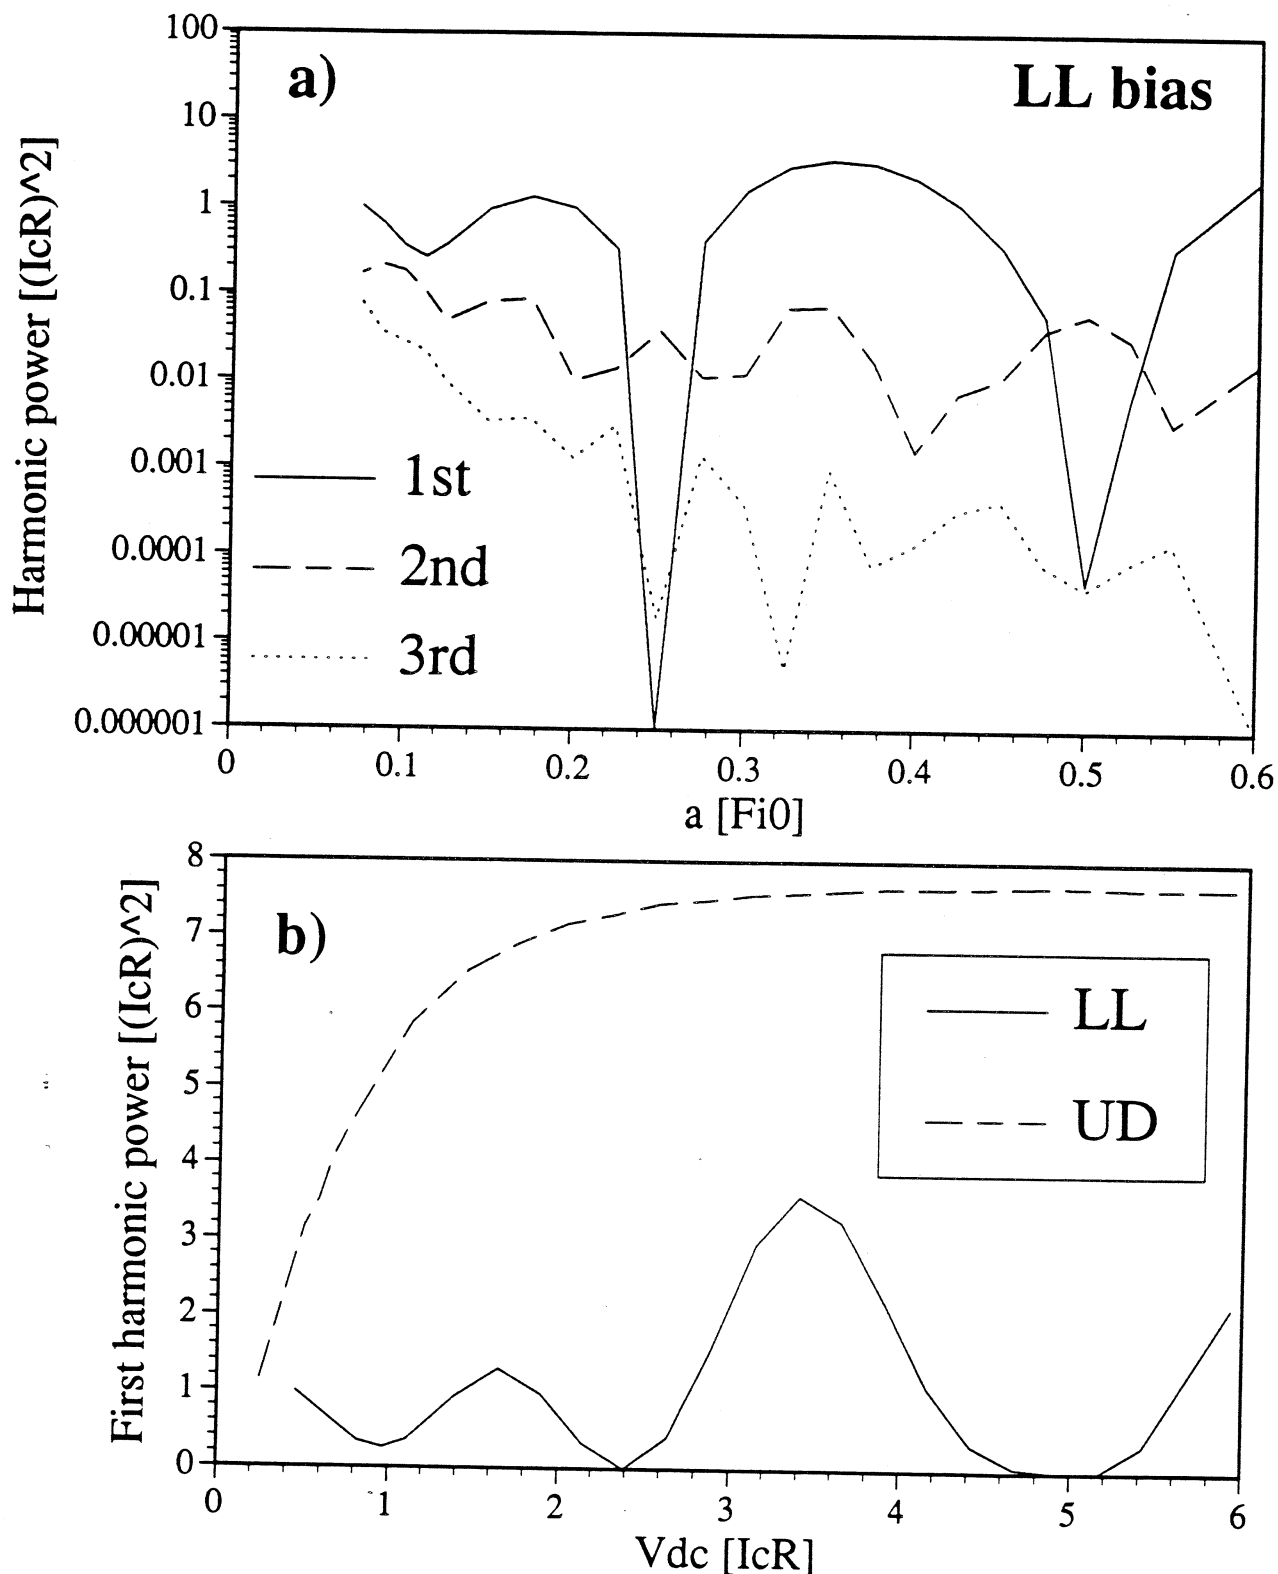 100
10
1
0.1
0.01
0.001
0.0001
0.00001
0.000001
Harmonic power [(IcR)^2]
a)
LL bias
1st
2nd
3rd
0 0.1 0.2 0.3 0.4 0.5 0.6
a [Fi0]
8
7
6
5
4
3
2
1
0
First harmonic power [(IcR)^2]
b)
LL
UD
0 1 2 3 4 5 6
Vdc [IcR]